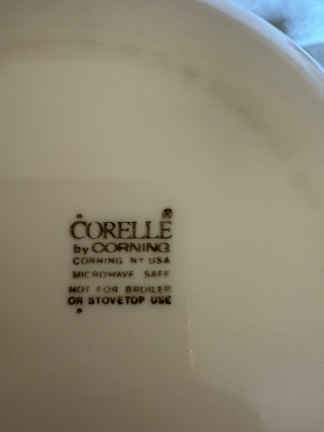 CORELLE®
by CORNING
CORNING NY USA
MICROWAVE SAFE
NOT FOR BROILER
OR STOVETOP USE